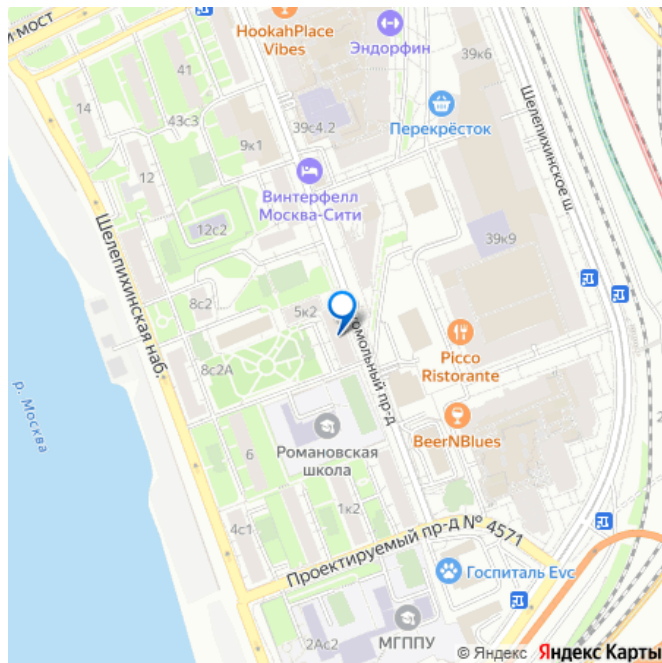 й мост
HookahPlace
Vibes
Эндорфин
39к6
41
14
43с3
9к1
39с4.2
Перекрёсток
Шелепихинское ш.
12
Винтерфелл
Москва-Сити
12с2
39к9
Шелепихинская наб.
8с2
5к2
р. Москва
8с2А
омольный пр-д
Picco
Ristorante
BeerNBlues
Романовская
школа
6
1к2
4с1
Проектируемый пр-д № 4571
Госпиталь Evc
2Ас2
МГППУ
© Яндекс Яндекс Карты